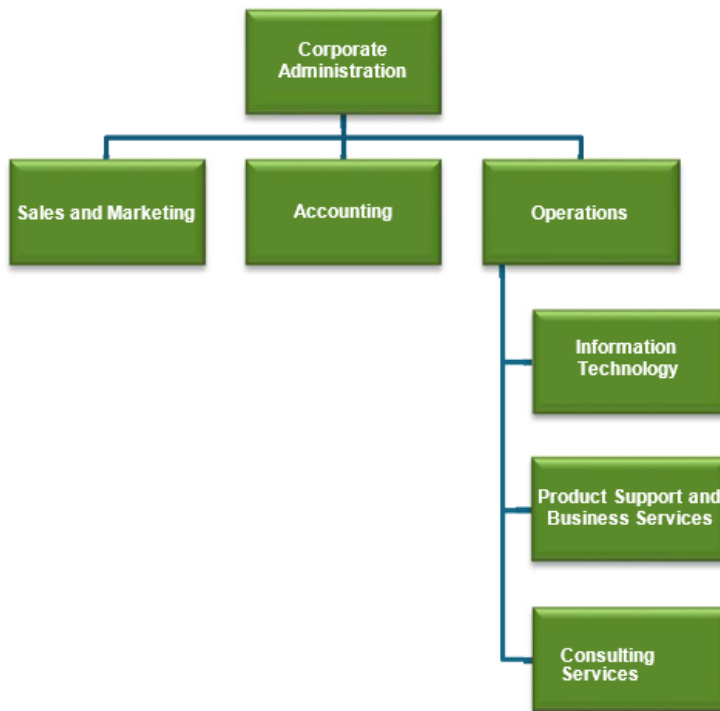 Corporate
Administration
Sales and Marketing
Accounting
Operations
Information
Technology
Product Support and
Business Services
Consulting
Services